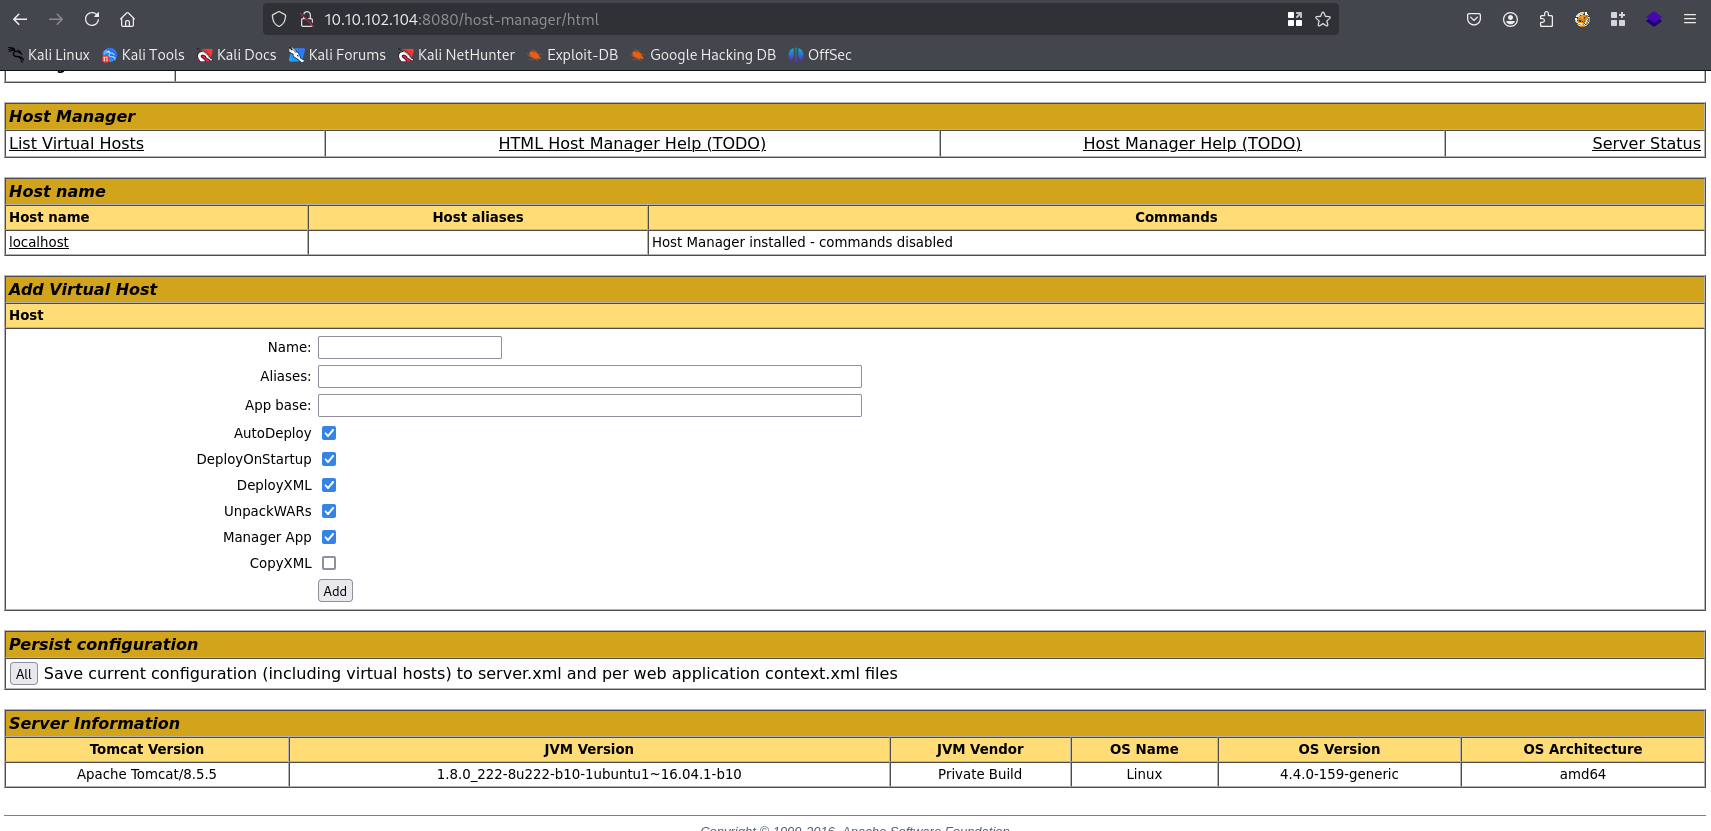 10.10.102.104:8080/host-manager/html
Kali Linux Kali Tools Kali Docs Kali Forums Kali NetHunter Exploit-DB Google Hacking DB OffSec
Host Manager
List Virtual Hosts HTML Host Manager Help (TODO) Host Manager Help (TODO) Server Status
Host name
Host name Host aliases Commands
localhost Host Manager installed - commands disabled
Add Virtual Host
Host
Name:
Aliases:
App base:
AutoDeploy
DeployOnStartup
DeployXML
UnpackWARs
Manager App
CopyXML
Add
Persist configuration
All Save current configuration (including virtual hosts) to server.xml and per web application context.xml files
Server Information
Tomcat Version JVM Version JVM Vendor OS Name OS Version OS Architecture
Apache Tomcat/8.5.5 1.8.0_222-8u222-b10-1ubuntu1~16.04.1-b10 Private Build Linux 4.4.0-159-generic amd64
Copyright © 1999-2016, Apache Software Foundation